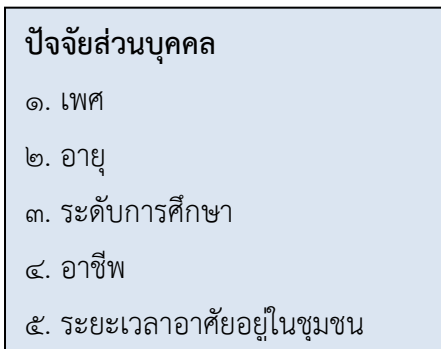 ปัจจัยส่วนบุคคล
๑. เพศ
๒. อายุ
๓. ระดับการศึกษา
๔. อาชีพ
๕. ระยะเวลาอาศัยอยู่ในชุมชน